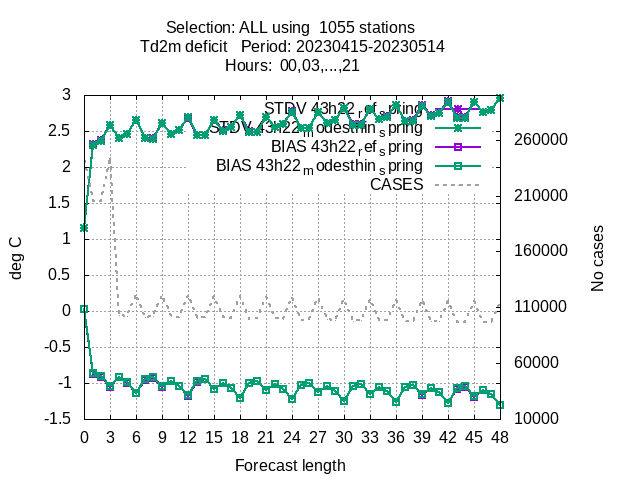 Selection: ALL using 1055 stations
Td2m deficit Period: 20230415-20230514
Hours: 00,03,...,21
STDV 43h22_ref_spring
STDV 43h22_modesthin_spring
BIAS 43h22_ref_spring
BIAS 43h22_modesthin_spring
CASES
3
2.5
2
1.5
1
0.5
0
-0.5
-1
-1.5
deg C
260000
210000
160000
110000
60000
10000
No cases
0 3 6 9 12 15 18 21 24 27 30 33 36 39 42 45 48
Forecast length